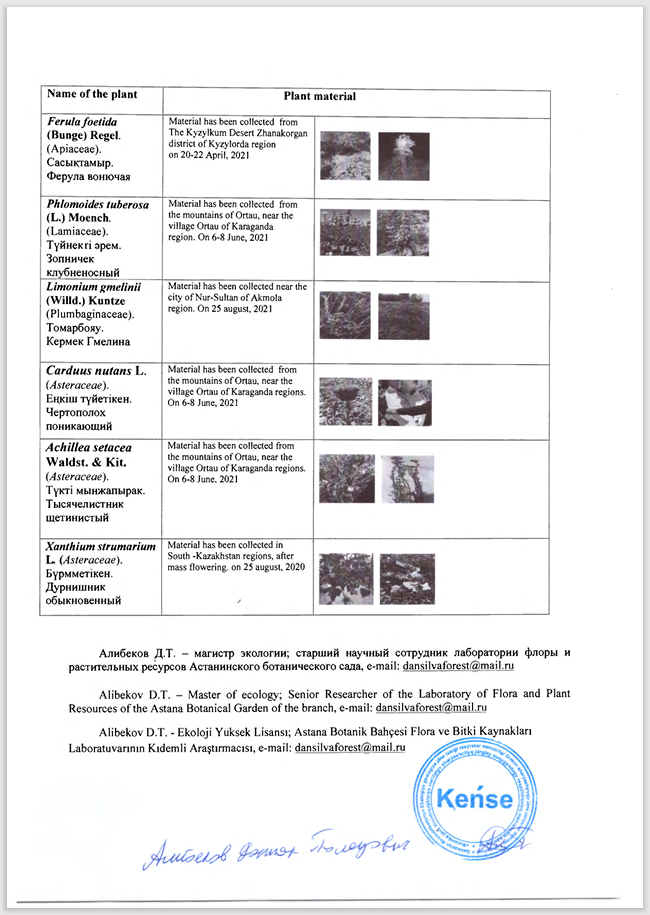 Name of the plant
Plant material
Ferula foetida
(Bunge) Regel.
(Apiaceae).
Сасықтамыр.
Ферула вонючая
Material has been collected from
The Kyzylkum Desert Zhanakorgan
district of Kyzylorda region
on 20-22 April, 2021
Phlomoides tuberosa
(L.) Moench.
(Lamiaceae).
Түйнекгі әрем.
Зопничек
клубненосный
Material has been collected from
the mountains of Ortau, near the
village Ortau of Karaganda
region. On 6-8 June, 2021
Limonium gmelinii
(Willd.) Kuntze
(Plumbaginaceae).
Томарбояу.
Кермек Гмелина
Material has been collected near the
city of Nur-Sultan of Akmola
region. On 25 august, 2021
Carduus nutans L.
(Asteraceae).
Еңкіш түйетікен.
Чертополох
поникающий
Material has been collected from
the mountains of Ortau, near the
village Ortau of Karaganda regions.
On 6-8 June, 2021
Achillea setacea
Waldst. & Kit.
(Asteraceae).
Түкті мынжапырак.
Тысячелистник
щетинистый
Material has been collected from
the mountains of Ortau, near the
village Ortau of Karaganda regions.
On 6-8 June, 2021
Xanthium strumarium
L. (Asteraceae).
Бүрмметікен.
Дурнишник
обыкновенный
Material has been collected in
South -Kazakhstan regions, after
mass flowering. on 25 august, 2020
Алибеков Д.Т. – магистр экологии; старший научный сотрудник лаборатории флоры и
растительных ресурсов Астанинского ботанического сада, e-mail: dansilvaforest@mail.ru
Alibekov D.T. – Master of ecology; Senior Researcher of the Laboratory of Flora and Plant
Resources of the Astana Botanical Garden of the branch, e-mail: dansilvaforest@mail.ru
Alibekov D.T. - Ekoloji Yuksek Lisansı; Astana Botanik Bahçesi Flora ve Bitki Kaynakları
Laboratuvarının Kıdemli Araştırmacısı, e-mail: dansilvaforest@mail.ru
Keńse
Алибеков